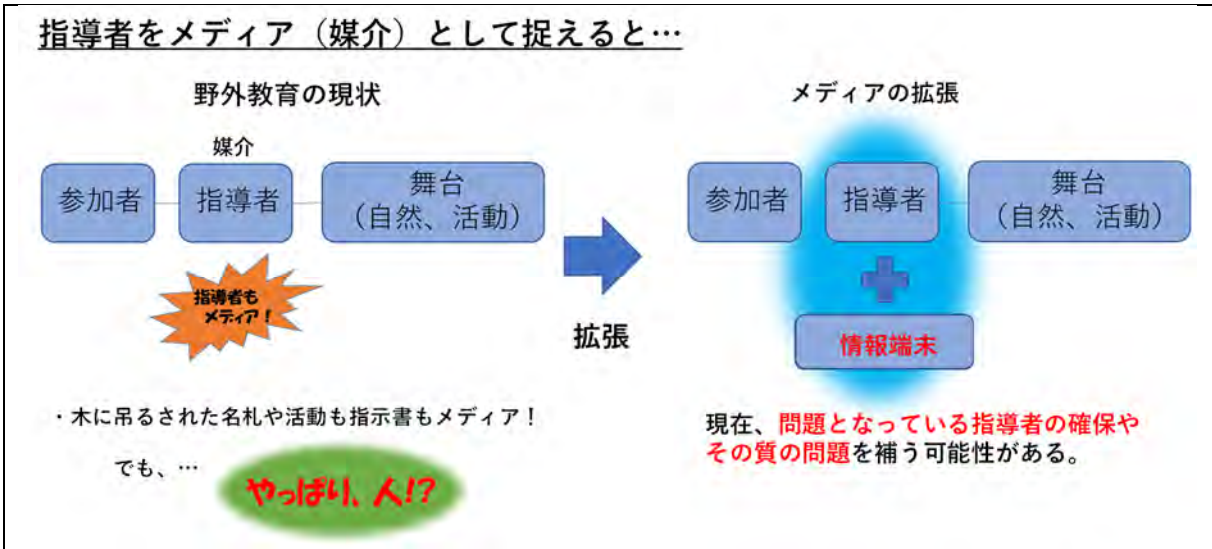 指導者をメディア（媒介）として捉えると…
野外教育の現状
媒介
参加者
指導者
舞台
（自然、活動）
指導者も
メディア！
・木に吊るされた名札や活動も指示書もメディア！
でも、…
やっぱり、人!?
拡張
メディアの拡張
参加者
指導者
舞台
（自然、活動）
情報端末
現在、問題となっている指導者の確保や
その質の問題を補う可能性がある。